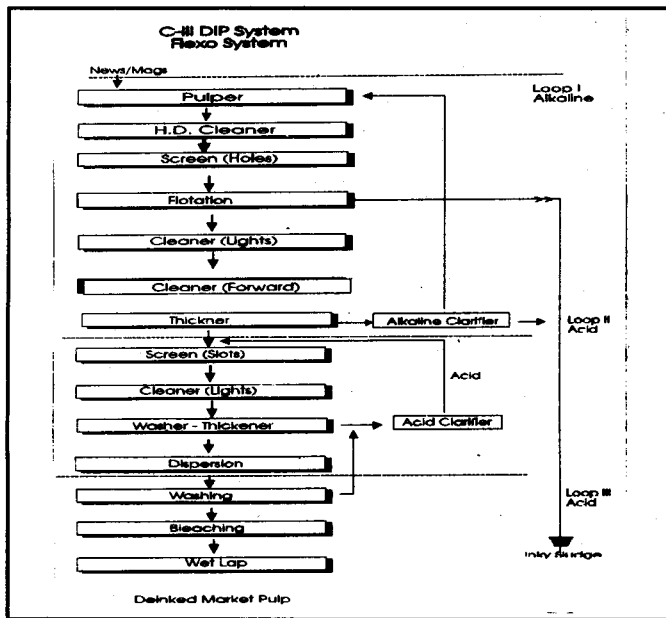 C-III DIP System
Flexo System
News/Mags
Loop I
Alkaline
Pulper
H.D. Cleaner
Screen (Holes)
Flotation
Cleaner (Lights)
Cleaner (Forward)
Thickner
Alkaline Clarifier
Loop II
Acid
Screen (Slots)
Acid
Cleaner (Lights)
Washer - Thickener
Acid Clarifier
Dispersion
Washing
Loop III
Acid
Bleaching
Wet Lap
Inky Sludge
Deinked Market Pulp